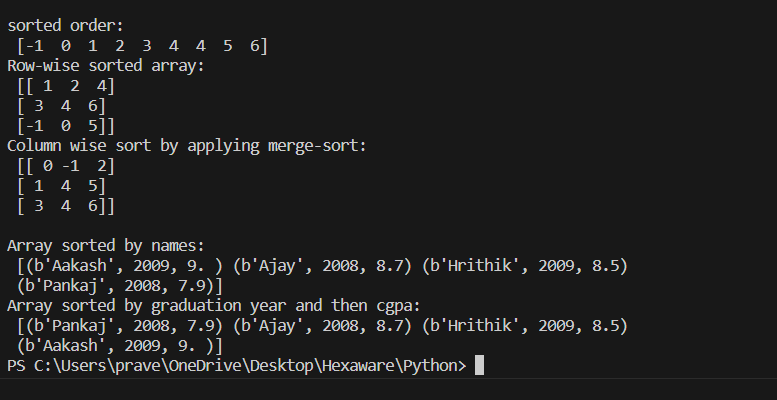 sorted order:
 [-1  0  1  2  3  4  4  5  6]
Row-wise sorted array:
 [[ 1  2  4]
 [ 3  4  6]
 [-1  0  5]]
Column wise sort by applying merge-sort:
 [[ 0 -1  2]
 [ 1  4  5]
 [ 3  4  6]]

Array sorted by names:
 [(b'Aakash', 2009, 9. ) (b'Ajay', 2008, 8.7) (b'Hrithik', 2009, 8.5)
 (b'Pankaj', 2008, 7.9)]
Array sorted by graduation year and then cgpa:
 [(b'Pankaj', 2008, 7.9) (b'Ajay', 2008, 8.7) (b'Hrithik', 2009, 8.5)
 (b'Aakash', 2009, 9. )]
PS C:\Users\prave\OneDrive\Desktop\Hexaware\Python>